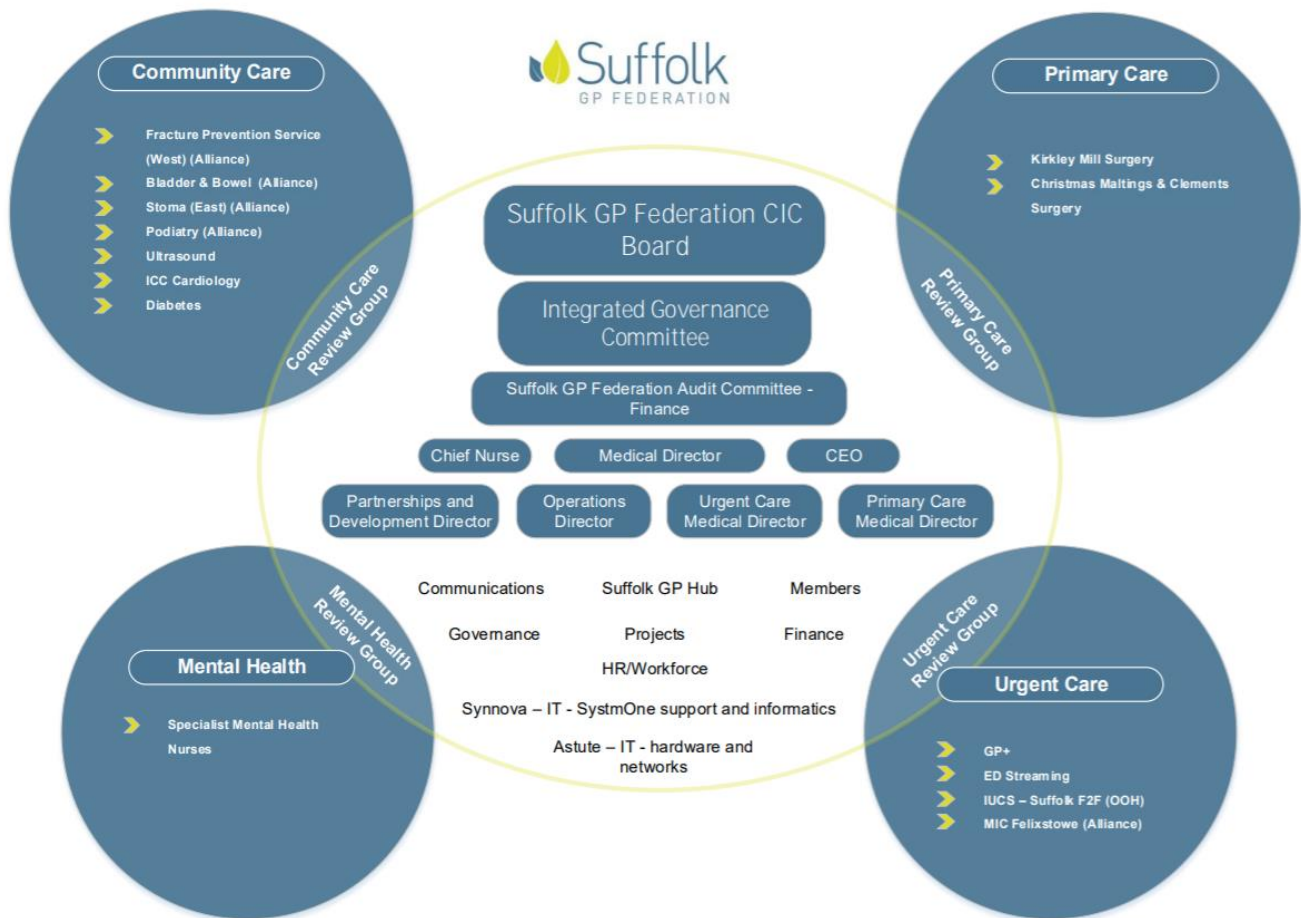 Suffolk
GP FEDERATION
Community Care
Fracture Prevention Service
(West) (Alliance)
Bladder & Bowel (Alliance)
Stoma (East) (Alliance)
Podiatry (Alliance)
Ultrasound
ICC Cardiology
Diabetes
Community Care
Review Group
Primary Care
Kirkley Mill Surgery
Christmas Maltings & Clements
Surgery
Primary Care
Review Group
Suffolk GP Federation CIC
Board
Integrated Governance
Committee
Suffolk GP Federation Audit Committee -
Finance
Chief Nurse
Medical Director
CEO
Partnerships and
Development Director
Operations
Director
Urgent Care
Medical Director
Primary Care
Medical Director
Communications
Suffolk GP Hub
Members
Governance
Projects
Finance
HR/Workforce
Synnova – IT - SystmOne support and informatics
Astute – IT - hardware and
networks
Mental Health
Review Group
Mental Health
Specialist Mental Health
Nurses
Urgent Care
Review Group
Urgent Care
GP+
ED Streaming
IUCS – Suffolk F2F (OOH)
MIC Felixstowe (Alliance)